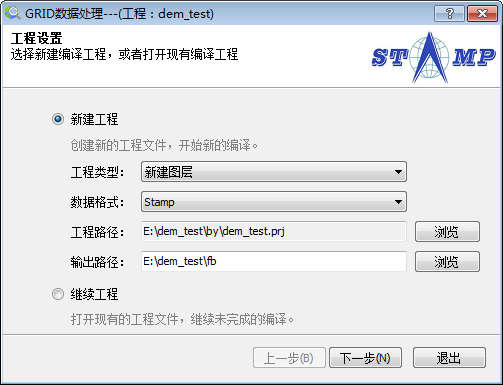 GRID数据处理---(工程：dem_test)
工程设置
选择新建编译工程，或者打开现有编译工程
STAMP
新建工程
创建新的工程文件，开始新的编译。
工程类型： 新建图层
数据格式： Stamp
工程路径： E:\dem_test\by\dem_test.prj 浏览
输出路径： E:\dem_test\fb 浏览
继续工程
打开现有的工程文件，继续未完成的编译。
上一步(B) 下一步(N) 退出